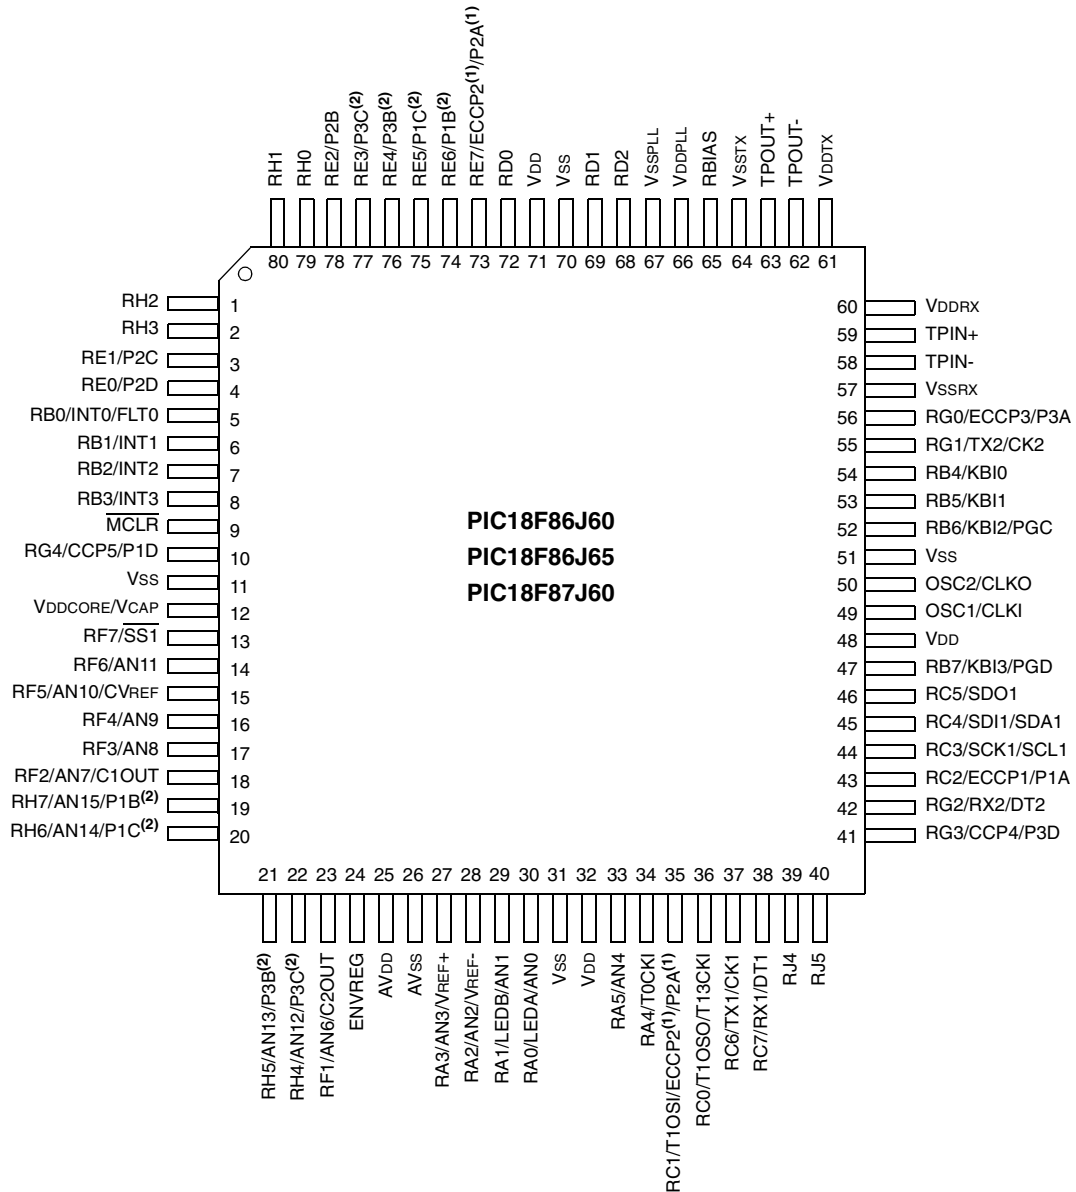 RH1
RH0
RE2/P2B
RE3/P3C(2)
RE4/P3B(2)
RE5/P1C(2)
RE6/P1B(2)
RE7/ECCP2(1)/P2A(1)
RD0
VDD
VSS
RD1
RD2
VSSPLL
VDDPLL
RBIAS
VSSTX
TPOUT+
TPOUT-
VDDTX
80 79 78 77 76 75 74 73 72 71 70 69 68 67 66 65 64 63 62 61
RH2 1
RH3 2
RE1/P2C 3
RE0/P2D 4
RB0/INT0/FLT0 5
RB1/INT1 6
RB2/INT2 7
RB3/INT3 8
MCLR 9
RG4/CCP5/P1D 10
VSS 11
VDDCORE/VCAP 12
RF7/SS1 13
RF6/AN11 14
RF5/AN10/CVREF 15
RF4/AN9 16
RF3/AN8 17
RF2/AN7/C1OUT 18
RH7/AN15/P1B(2) 19
RH6/AN14/P1C(2) 20
PIC18F86J60
PIC18F86J65
PIC18F87J60
60 VDDRX
59 TPIN+
58 TPIN-
57 VSSRX
56 RG0/ECCP3/P3A
55 RG1/TX2/CK2
54 RB4/KBI0
53 RB5/KBI1
52 RB6/KBI2/PGC
51 VSS
50 OSC2/CLKO
49 OSC1/CLKI
48 VDD
47 RB7/KBI3/PGD
46 RC5/SDO1
45 RC4/SDI1/SDA1
44 RC3/SCK1/SCL1
43 RC2/ECCP1/P1A
42 RG2/RX2/DT2
41 RG3/CCP4/P3D
21 22 23 24 25 26 27 28 29 30 31 32 33 34 35 36 37 38 39 40
RH5/AN13/P3B(2)
RH4/AN12/P3C(2)
RF1/AN6/C2OUT
ENVREG
AVDD
AVSS
RA3/AN3/VREF+
RA2/AN2/VREF-
RA1/LEDB/AN1
RA0/LEDA/AN0
VSS
VDD
RA5/AN4
RA4/T0CKI
RC1/T1OSI/ECCP2(1)/P2A(1)
RC0/T1OSO/T13CKI
RC6/TX1/CK1
RC7/RX1/DT1
RJ4
RJ5